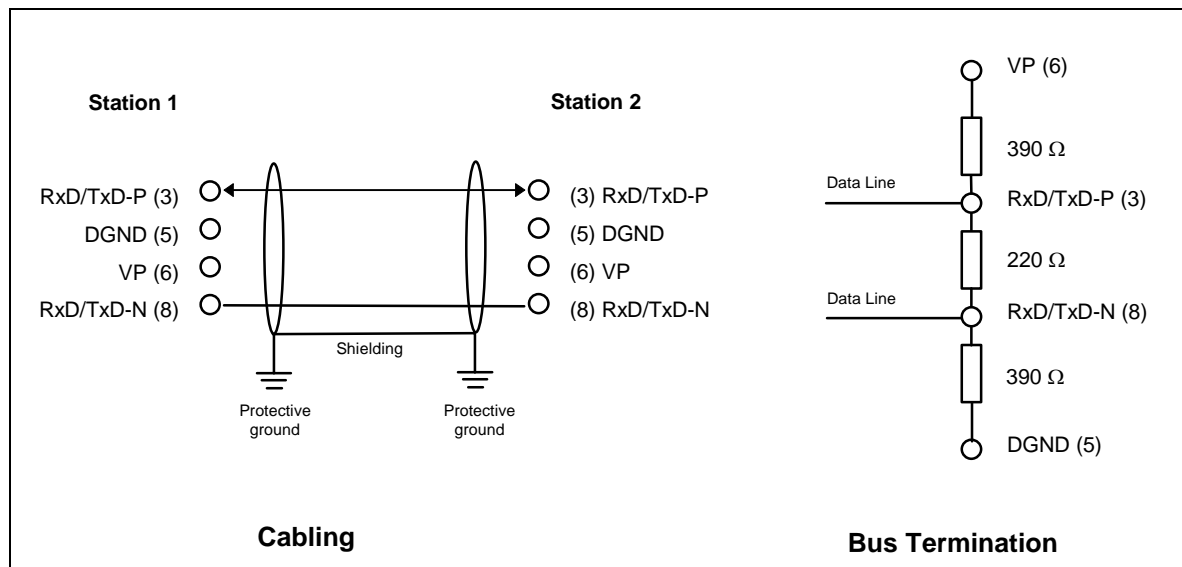 Station 1
Station 2
RxD/TxD-P (3)
DGND (5)
VP (6)
RxD/TxD-N (8)
(3) RxD/TxD-P
(5) DGND
(6) VP
(8) RxD/TxD-N
Shielding
Protective
ground
Protective
ground
Cabling
VP (6)
390 Ω
Data Line
RxD/TxD-P (3)
220 Ω
Data Line
RxD/TxD-N (8)
390 Ω
DGND (5)
Bus Termination